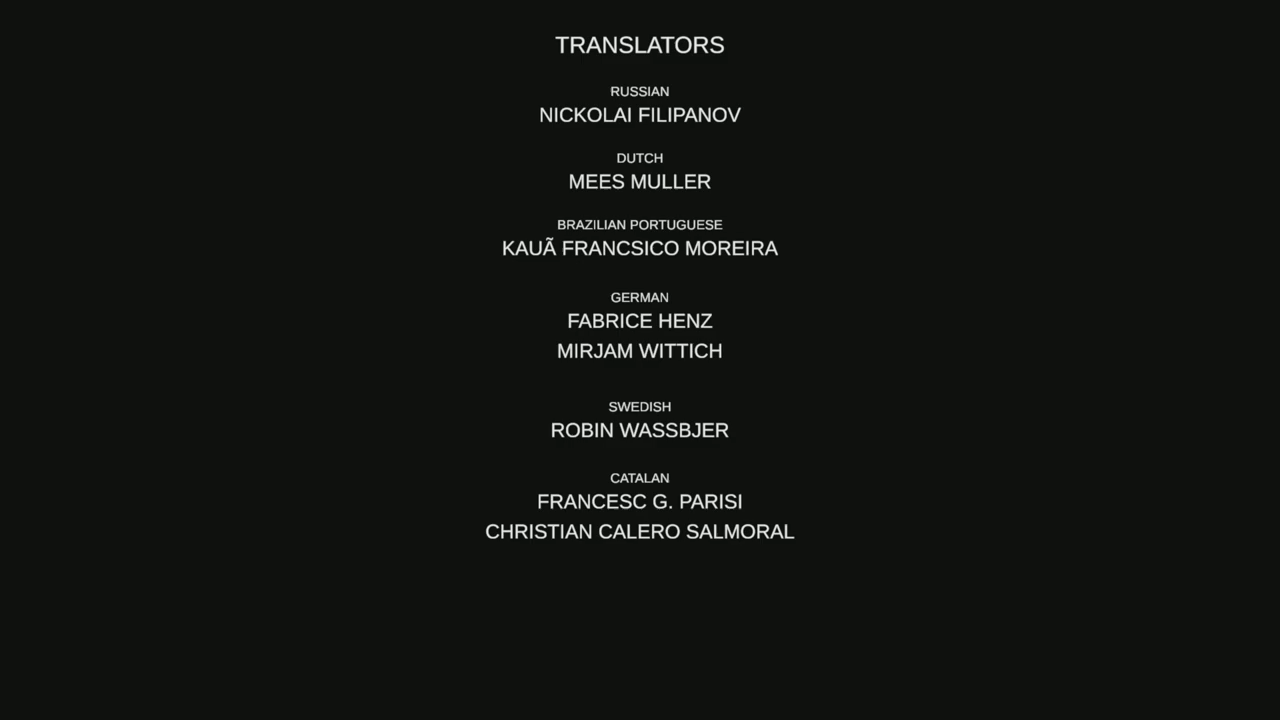 TRANSLATORS
RUSSIAN
NICKOLAI FILIPANOV
DUTCH
MEES MULLER
BRAZILIAN PORTUGUESE
KAUÃ FRANCSICO MOREIRA
GERMAN
FABRICE HENZ
MIRJAM WITTICH
SWEDISH
ROBIN WASSBJER
CATALAN
FRANCESC G. PARISI
CHRISTIAN CALERO SALMORAL